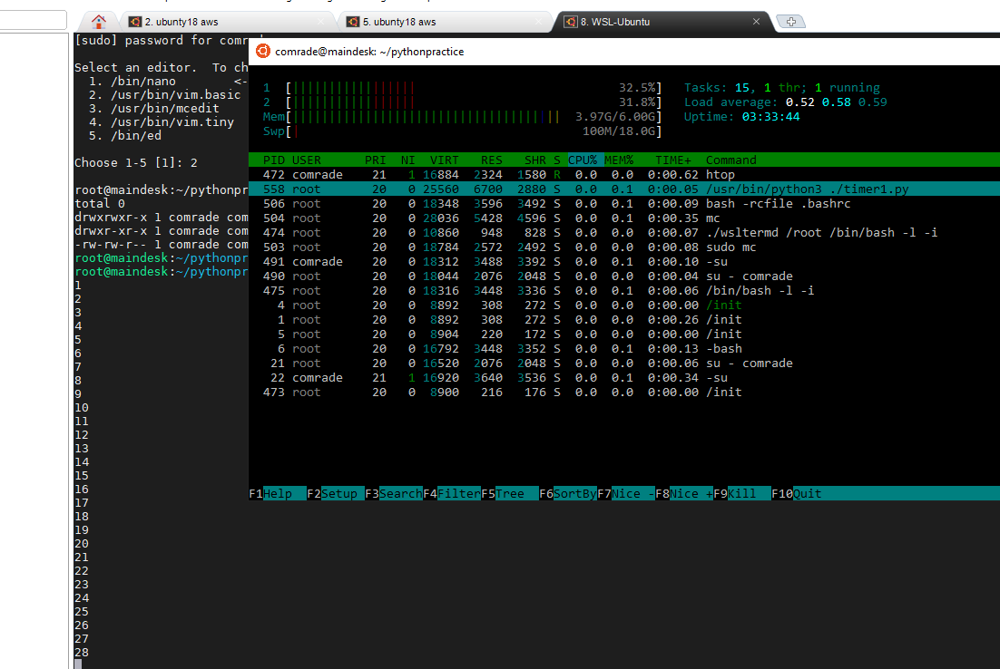 2. ubunty18 aws
5. ubunty18 aws
8. WSL-Ubuntu
[sudo] password for comr
Select an editor.  To ch
1. /bin/nano        <-
2. /usr/bin/vim.basic
3. /usr/bin/mcedit
4. /usr/bin/vim.tiny
5. /bin/ed
Choose 1-5 [1]: 2
root@maindesk:~/pythonpr
total 0
drwxrwxr-x 1 comrade com
drwxr-xr-x 1 comrade com
-rw-rw-r-- 1 comrade com
root@maindesk:~/pythonpr
root@maindesk:~/pythonpr
1
2
3
4
5
6
7
8
9
10
11
12
13
14
15
16
17
18
19
20
21
22
23
24
25
26
27
28
comrade@maindesk: ~/pythonpractice
1 [||||||||||||||||| 32.5%] Tasks: 15, 1 thr; 1 running
2 [||||||||||||||||| 31.8%] Load average: 0.52 0.58 0.59
Mem[|||||||||||||||||||||||||||||||||||| 3.97G/6.00G] Uptime: 03:33:44
Swp[| 100M/18.0G]
PID USER PRI NI VIRT RES SHR S CPU% MEM% TIME+ Command
472 comrade 21 1 16884 2324 1580 R 0.0 0.0 0:00.62 htop
558 root 20 0 25560 6700 2880 S 0.0 0.1 0:00.05 /usr/bin/python3 ./timer1.py
506 root 20 0 18348 3596 3492 S 0.0 0.1 0:00.09 bash -rcfile .bashrc
504 root 20 0 28036 5428 4596 S 0.0 0.1 0:00.35 mc
474 root 20 0 10860 948 828 S 0.0 0.0 0:00.07 ./wsltermd /root /bin/bash -l -i
503 root 20 0 18784 2572 2492 S 0.0 0.0 0:00.08 sudo mc
491 comrade 20 0 18312 3488 3392 S 0.0 0.1 0:00.10 -su
490 root 20 0 18044 2076 2048 S 0.0 0.0 0:00.04 su - comrade
475 root 20 0 18316 3448 3336 S 0.0 0.1 0:00.06 /bin/bash -l -i
4 root 20 0 8892 308 272 S 0.0 0.0 0:00.00 /init
1 root 20 0 8892 308 272 S 0.0 0.0 0:00.26 /init
5 root 20 0 8904 220 172 S 0.0 0.0 0:00.00 /init
6 root 20 0 16792 3448 3352 S 0.0 0.1 0:00.13 -bash
21 root 20 0 16520 2076 2048 S 0.0 0.0 0:00.06 su - comrade
22 comrade 21 1 16920 3640 3536 S 0.0 0.1 0:00.34 -su
473 root 20 0 8900 216 176 S 0.0 0.0 0:00.00 /init
F1Help F2Setup F3SearchF4FilterF5Tree F6SortByF7Nice -F8Nice +F9Kill F10Quit